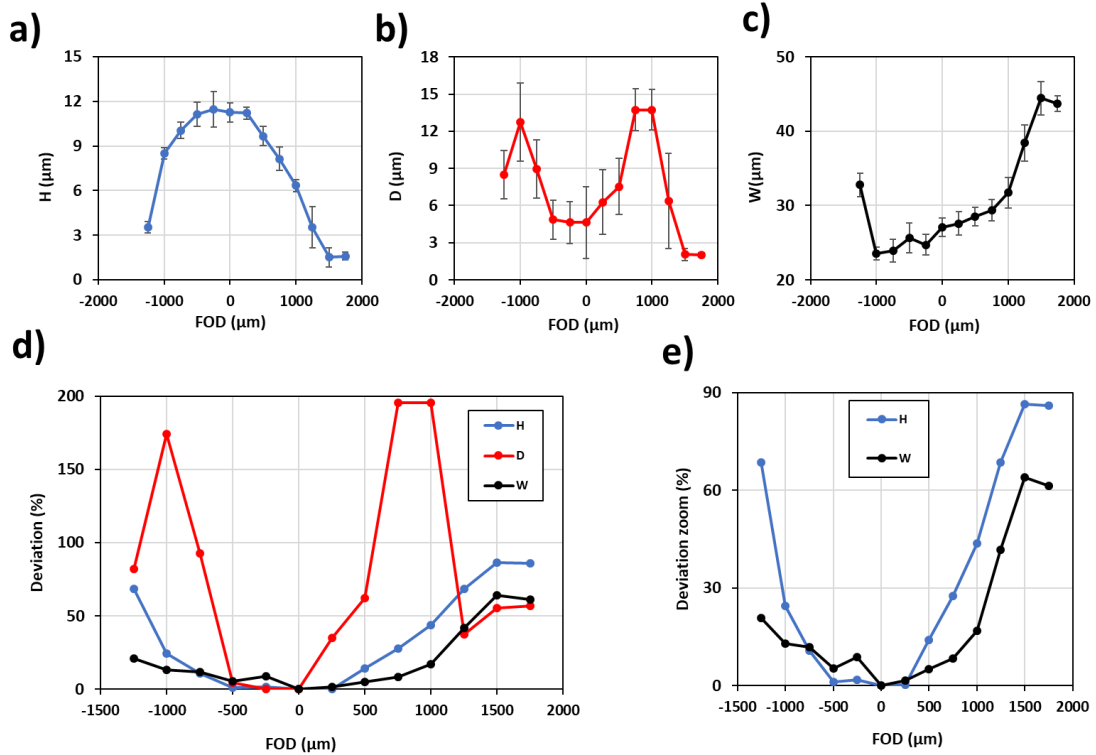 a)
b)
c)
15
12
9
6
3
0
-2000 -1000 0 1000 2000
H (µm)
FOD (µm)
18
15
12
9
6
3
0
-2000 -1000 0 1000 2000
D (µm)
FOD (µm)
50
40
30
20
-2000 -1000 0 1000 2000
W(µm)
FOD (µm)
d)
e)
200
150
100
50
0
-1500 -1000 -500 0 500 1000 1500 2000
Deviation (%)
FOD (µm)
H
D
W
90
60
30
0
-1500 -1000 -500 0 500 1000 1500 2000
Deviation zoom (%)
FOD (µm)
H
W